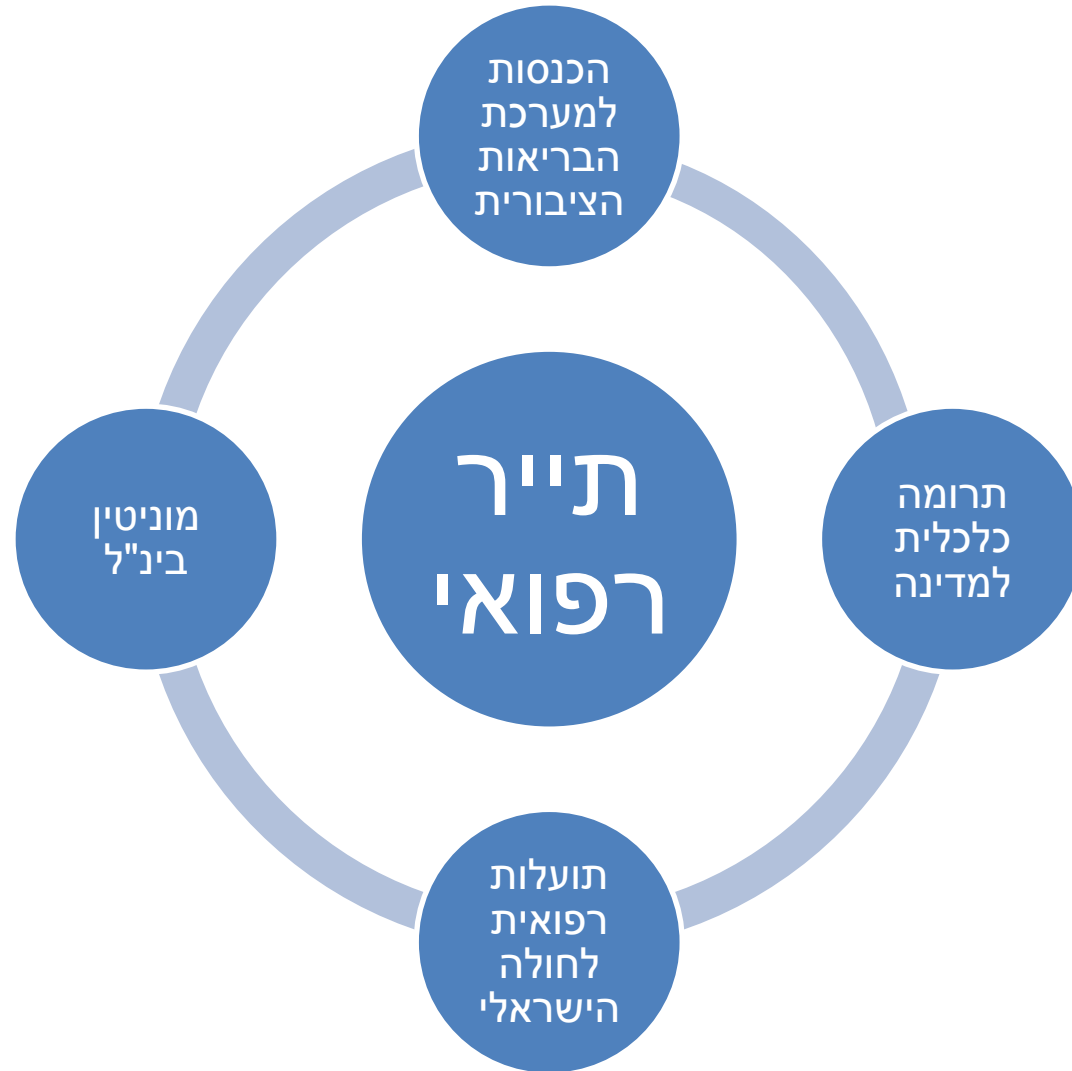 הכנסות
למערכת
הבריאות
הציבורית
תייר
רפואי
תרומה
כלכלית
למדינה
תועלות
רפואית
לחולה
הישראלי
מוניטין
בינ"ל